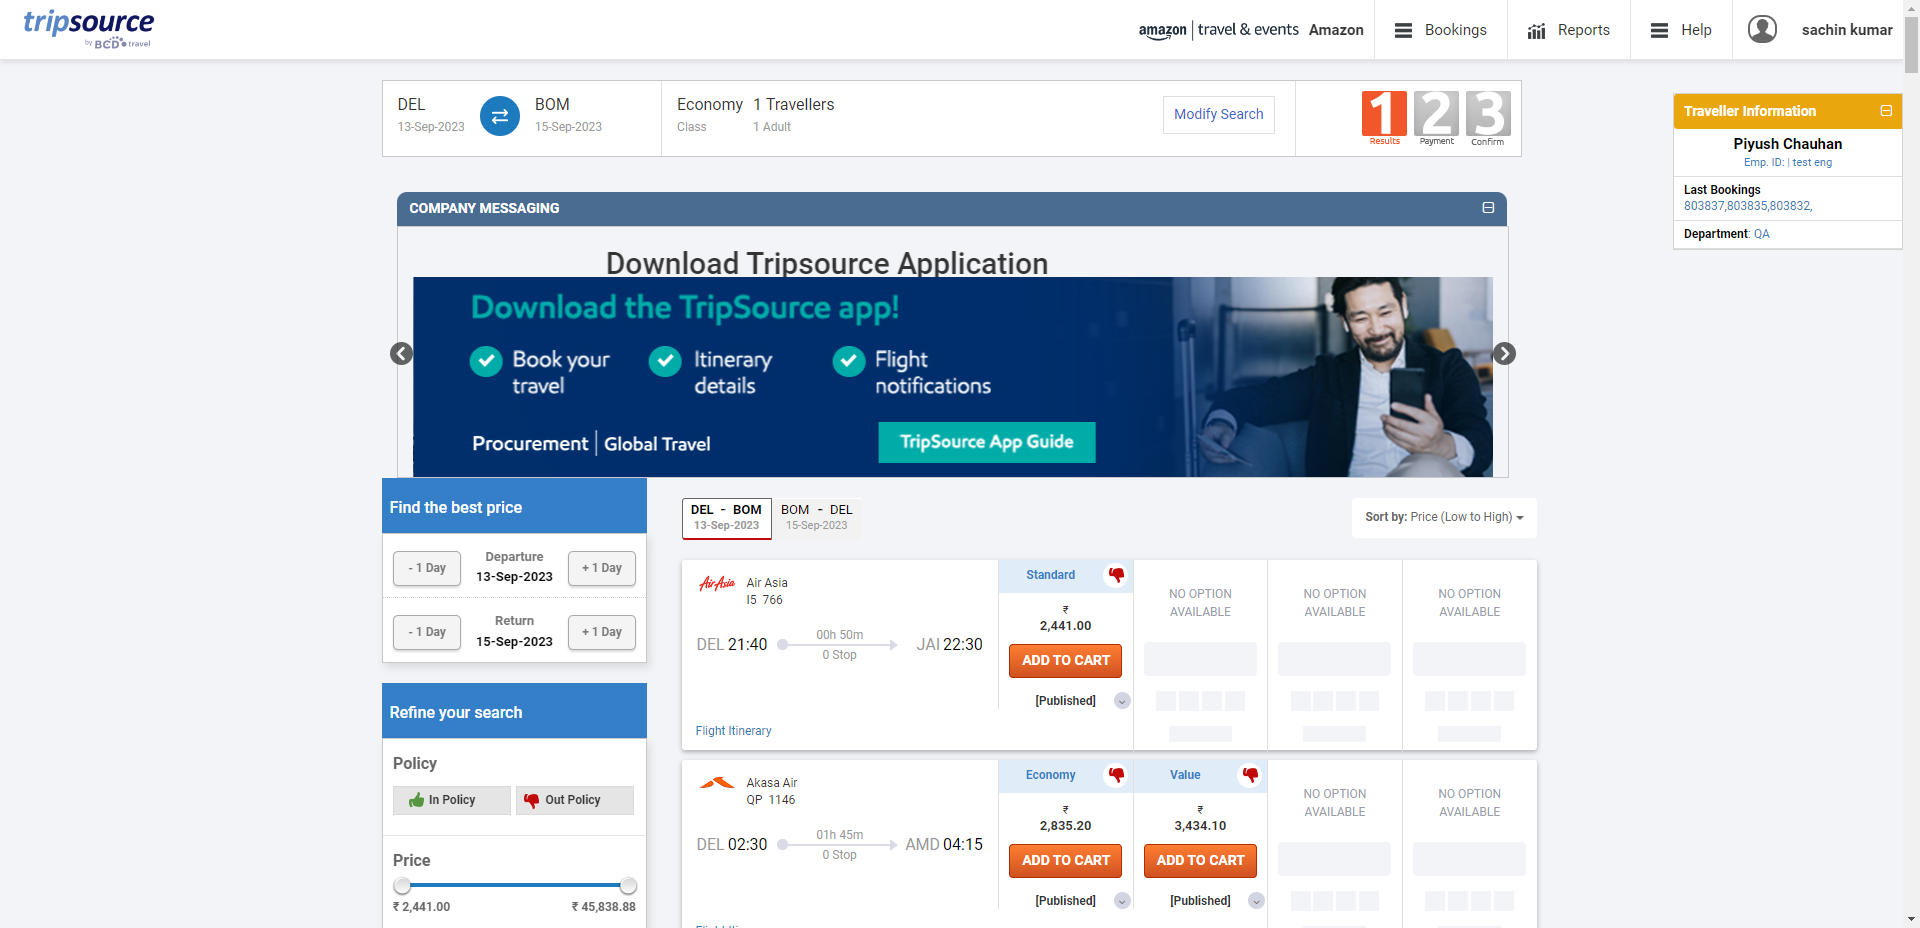 tripsource
by BCD travel
amazon | travel & events Amazon
Bookings
Reports
Help
sachin kumar
DEL
13-Sep-2023
BOM
15-Sep-2023
Economy
Class
1 Travellers
1 Adult
Modify Search
1 2 3
Results Payment Confirm
Traveller Information
Piyush Chauhan
Emp. ID: | test eng
Last Bookings
803837,803835,803832,
Department: QA
COMPANY MESSAGING
Download Tripsource Application
Download the TripSource app!
Book your
travel
Itinerary
details
Flight
notifications
Procurement | Global Travel
TripSource App Guide
Find the best price
- 1 Day
Departure
13-Sep-2023
+ 1 Day
- 1 Day
Return
15-Sep-2023
+ 1 Day
Refine your search
Policy
In Policy
Out Policy
Price
₹ 2,441.00
₹ 45,838.88
DEL - BOM
13-Sep-2023
BOM - DEL
15-Sep-2023
Sort by: Price (Low to High)
AirAsia
Air Asia
I5 766
DEL 21:40
00h 50m
0 Stop
JAI 22:30
Flight Itinerary
Standard
₹
2,441.00
ADD TO CART
[Published]
NO OPTION
AVAILABLE
NO OPTION
AVAILABLE
NO OPTION
AVAILABLE
Akasa Air
QP 1146
DEL 02:30
01h 45m
0 Stop
AMD 04:15
Economy
₹
2,835.20
ADD TO CART
[Published]
Value
₹
3,434.10
ADD TO CART
[Published]
NO OPTION
AVAILABLE
NO OPTION
AVAILABLE